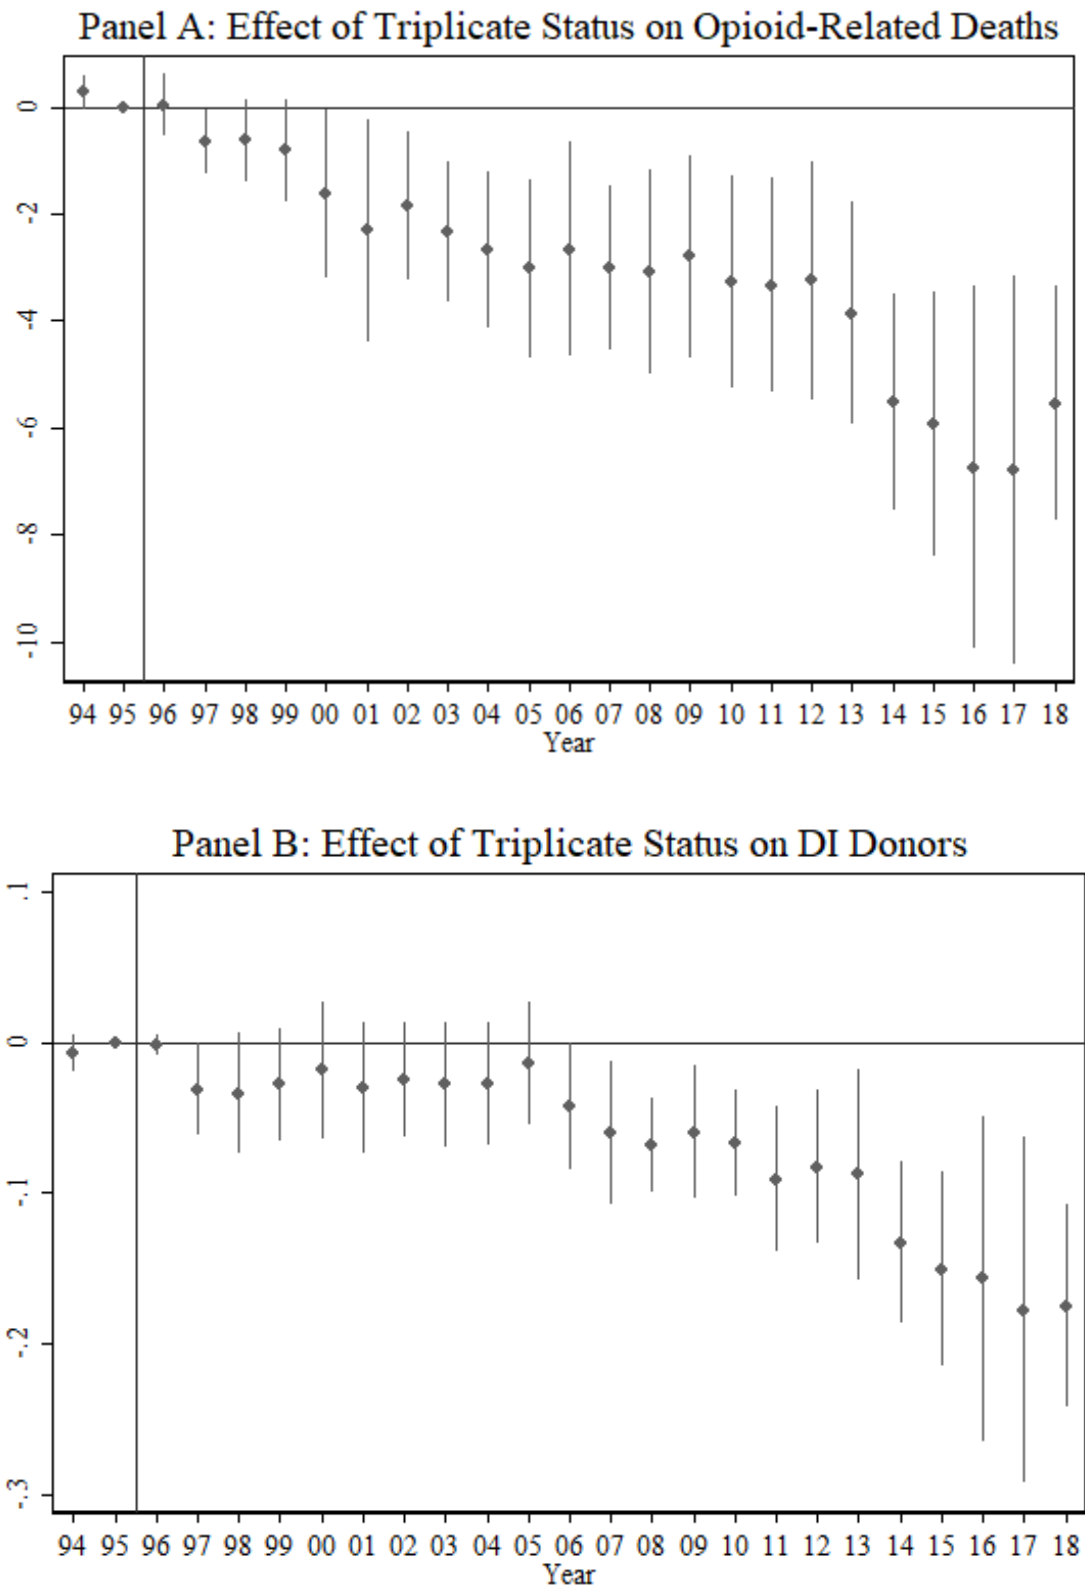 Panel A: Effect of Triplicate Status on Opioid-Related Deaths
0
-2
-4
-6
-8
-10
94 95 96 97 98 99 00 01 02 03 04 05 06 07 08 09 10 11 12 13 14 15 16 17 18
Year
Panel B: Effect of Triplicate Status on DI Donors
.1
0
-.1
-.2
-.3
94 95 96 97 98 99 00 01 02 03 04 05 06 07 08 09 10 11 12 13 14 15 16 17 18
Year